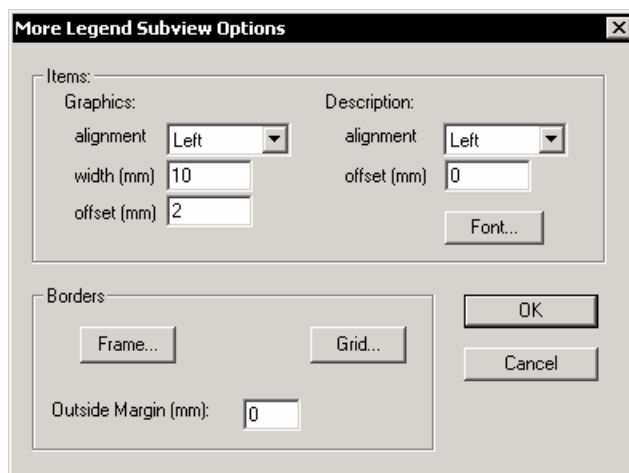 More Legend Subview Options
Items:
Graphics:
Description:
alignment Left
alignment Left
width (mm) 10
offset (mm) 0
offset (mm) 2
Font...
Borders
Frame...
Grid...
OK
Cancel
Outside Margin (mm): 0